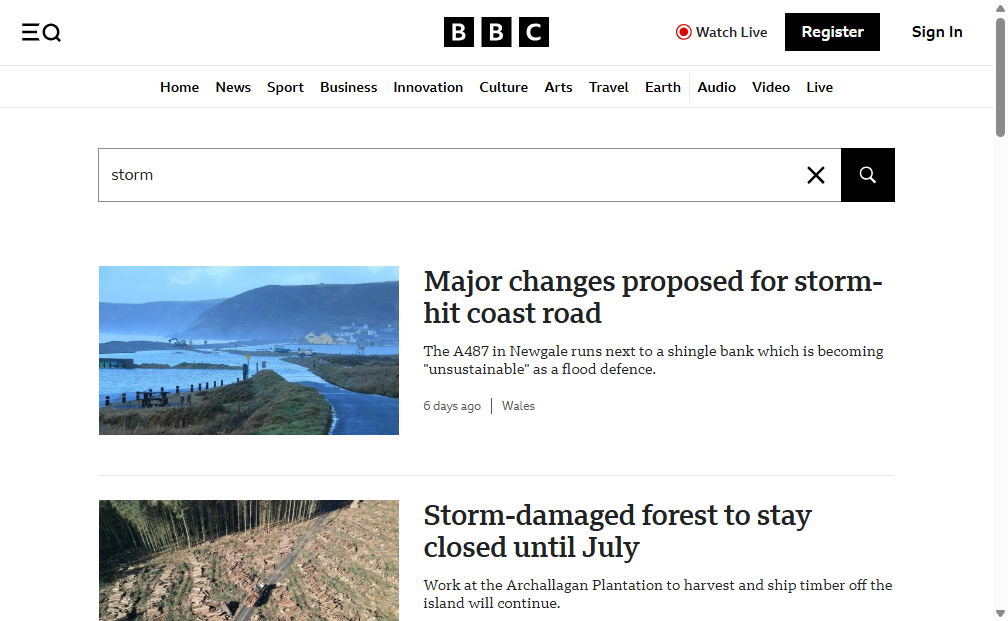 BBC
Watch Live
Register
Sign In
Home News Sport Business Innovation Culture Arts Travel Earth Audio Video Live
storm
Major changes proposed for storm-
hit coast road
The A487 in Newgale runs next to a shingle bank which is becoming
"unsustainable" as a flood defence.
6 days ago
Wales
Storm-damaged forest to stay
closed until July
Work at the Archallagan Plantation to harvest and ship timber off the
island will continue.